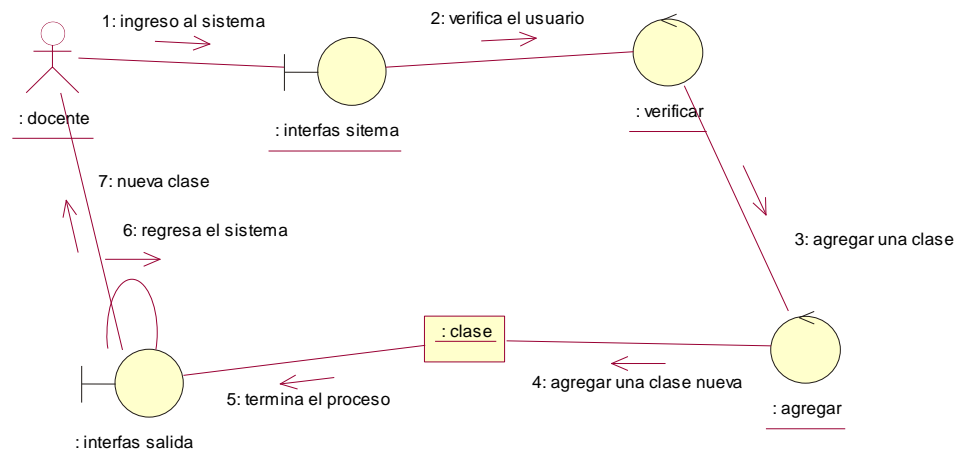 1: ingreso al sistema
2: verifica el usuario
: docente
: interfas sitema
: verificar
7: nueva clase
6: regresa el sistema
3: agregar una clase
: clase
4: agregar una clase nueva
5: termina el proceso
: agregar
: interfas salida